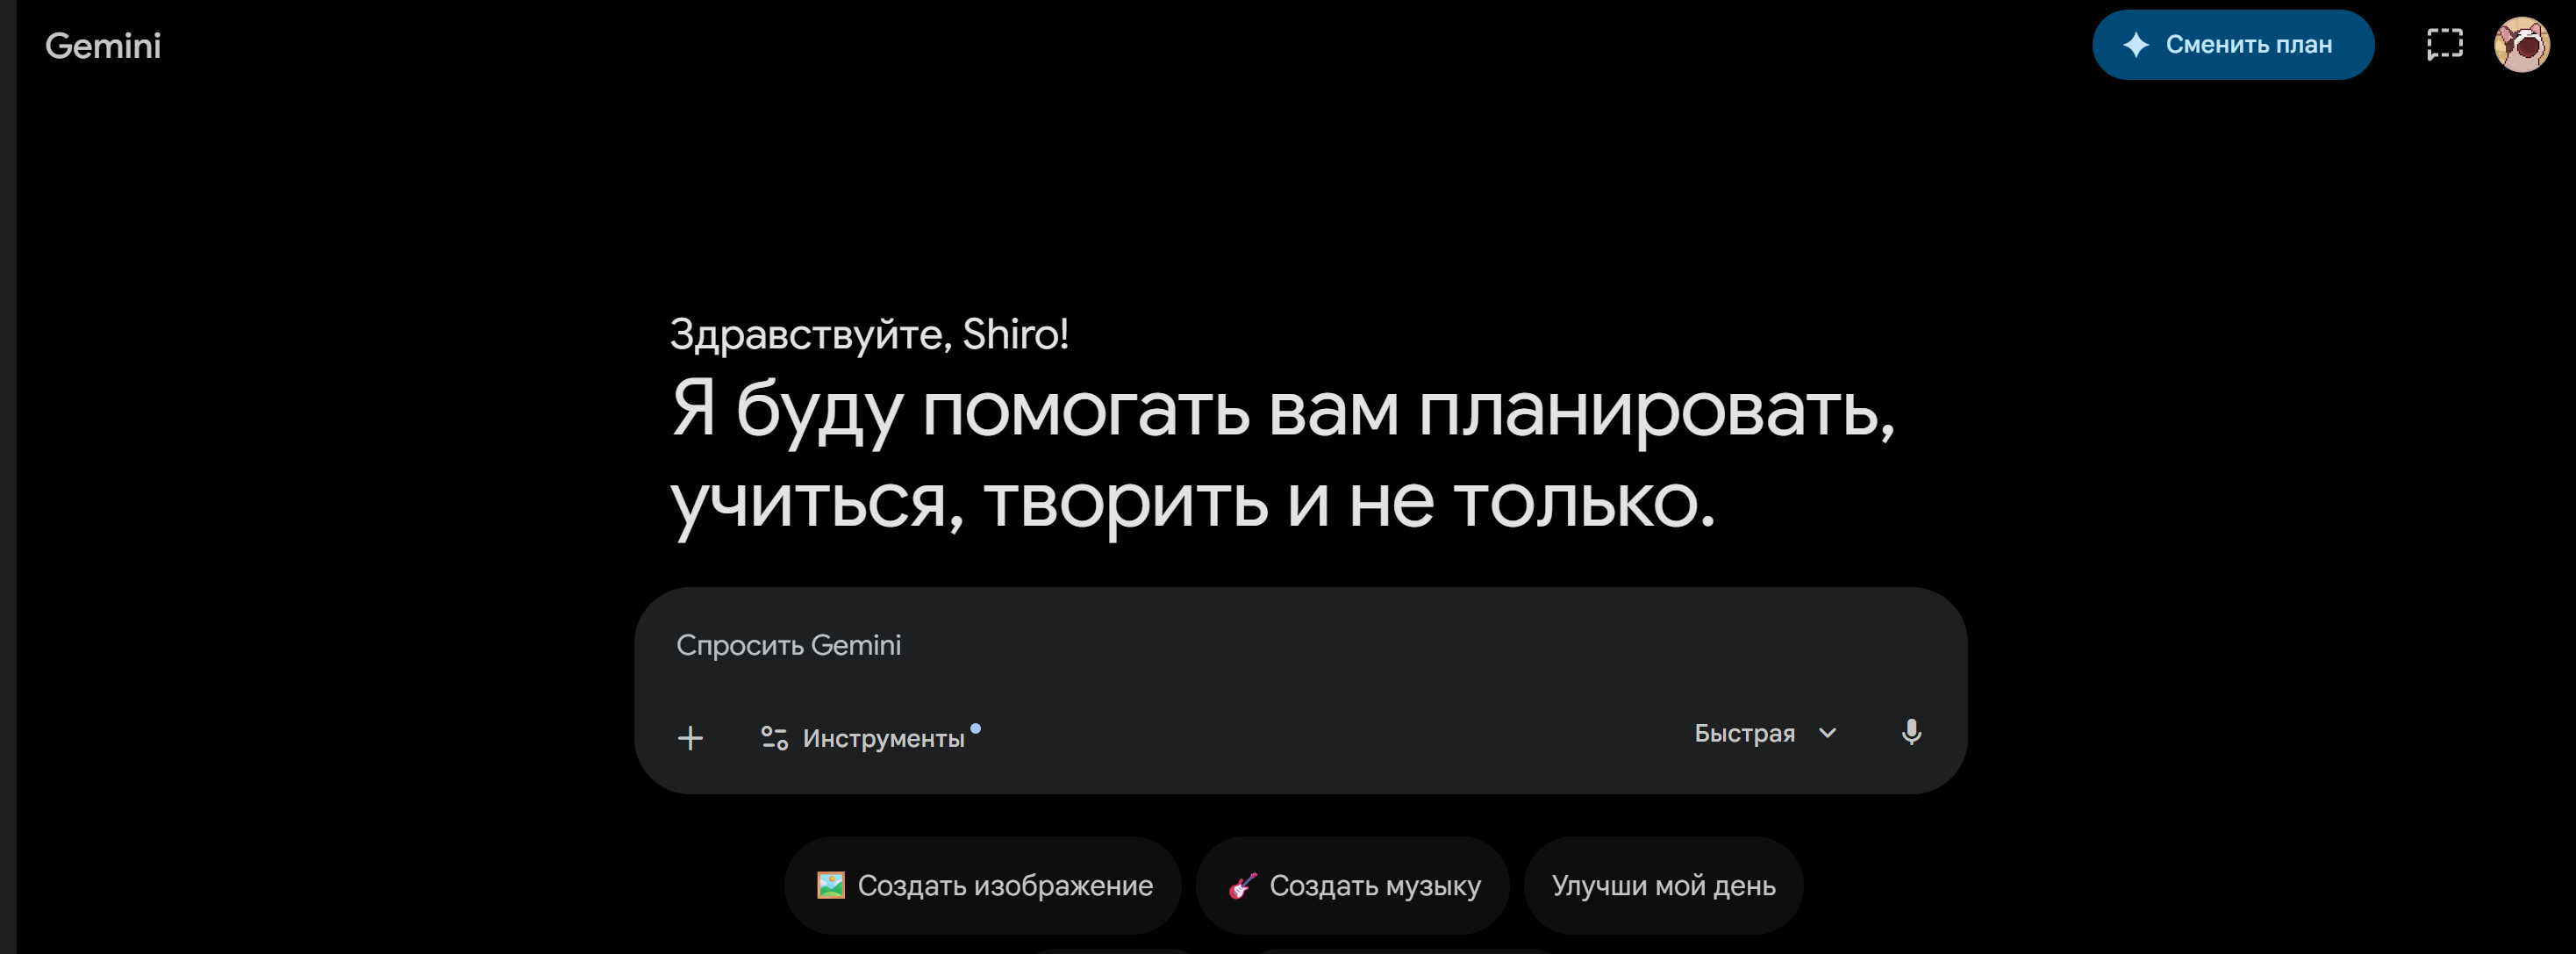 Gemini
Сменить план
Здравствуйте, Shiro!
Я буду помогать вам планировать,
учиться, творить и не только.
Спросить Gemini
Инструменты
Быстрая
Создать изображение
Создать музыку
Улучши мой день